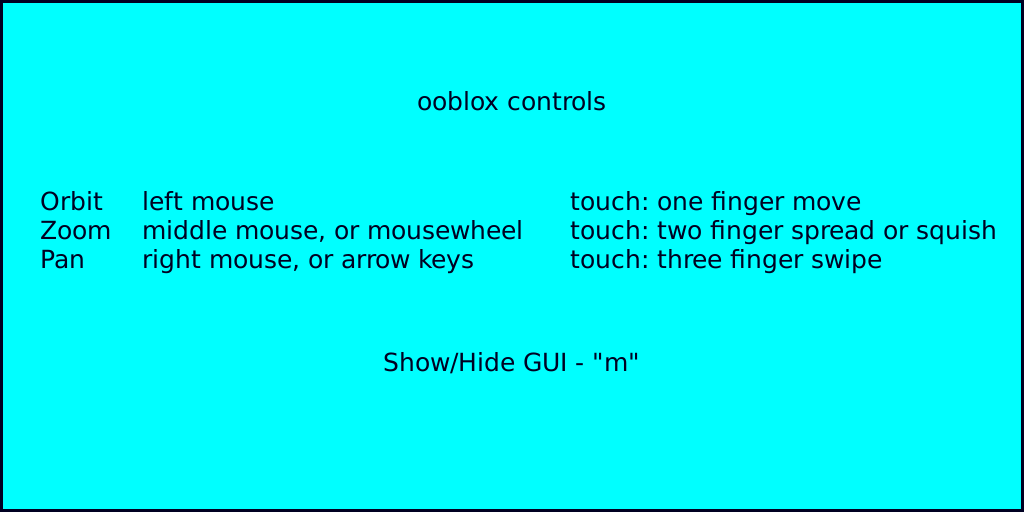 ooblox controls
Orbit left mouse touch: one finger move
Zoom middle mouse, or mousewheel touch: two finger spread or squish
Pan right mouse, or arrow keys touch: three finger swipe
Show/Hide GUI - "m"